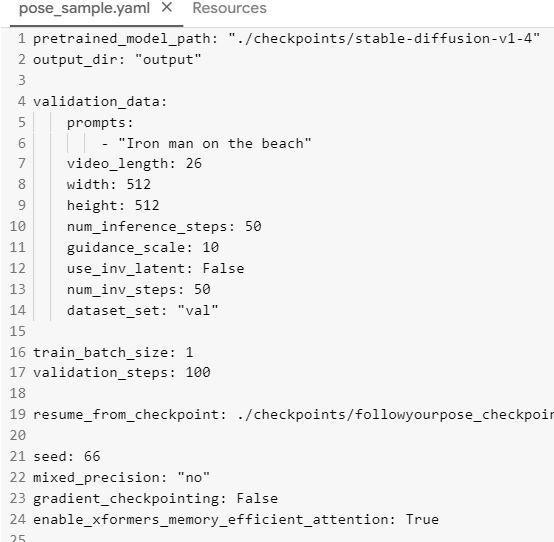 pose_sample.yaml × Resources
1 pretrained_model_path: "./checkpoints/stable-diffusion-v1-4"
2 output_dir: "output"
3
4 validation_data:
5 prompts:
6 - "Iron man on the beach"
7 video_length: 26
8 width: 512
9 height: 512
10 num_inference_steps: 50
11 guidance_scale: 10
12 use_inv_latent: False
13 num_inv_steps: 50
14 dataset_set: "val"
15
16 train_batch_size: 1
17 validation_steps: 100
18
19 resume_from_checkpoint: ./checkpoints/followyourpose_checkpoin
20
21 seed: 66
22 mixed_precision: "no"
23 gradient_checkpointing: False
24 enable_xformers_memory_efficient_attention: True
25